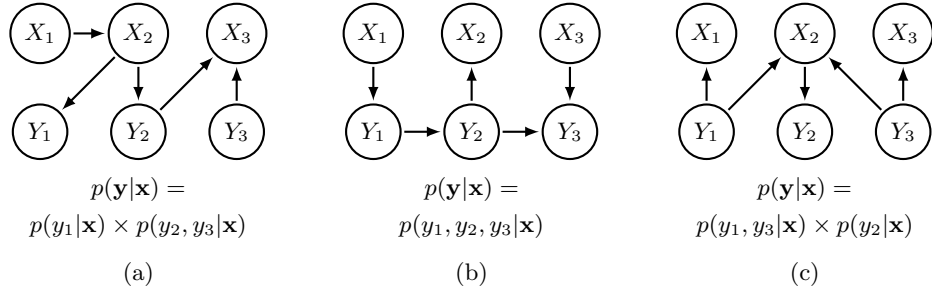 X₁ X₂ X₃ X₁ X₂ X₃ X₁ X₂ X₃
Y₁ Y₂ Y₃ Y₁ Y₂ Y₃ Y₁ Y₂ Y₃
p(𝐲|𝐱) = p(𝐲|𝐱) = p(𝐲|𝐱) =
p(y₁|𝐱) × p(y₂, y₃|𝐱) p(y₁, y₂, y₃|𝐱) p(y₁, y₃|𝐱) × p(y₂|𝐱)
(a) (b) (c)